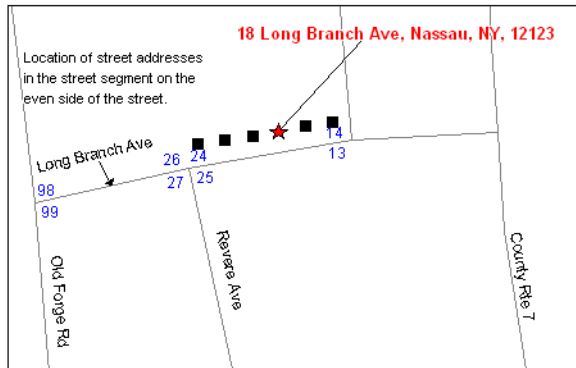 18 Long Branch Ave, Nassau, NY, 12123
Location of street addresses
in the street segment on the
even side of the street.
Long Branch Ave
26
24
14
27
25
13
98
99
Old Forge Rd
Revere Ave
County Rte 7